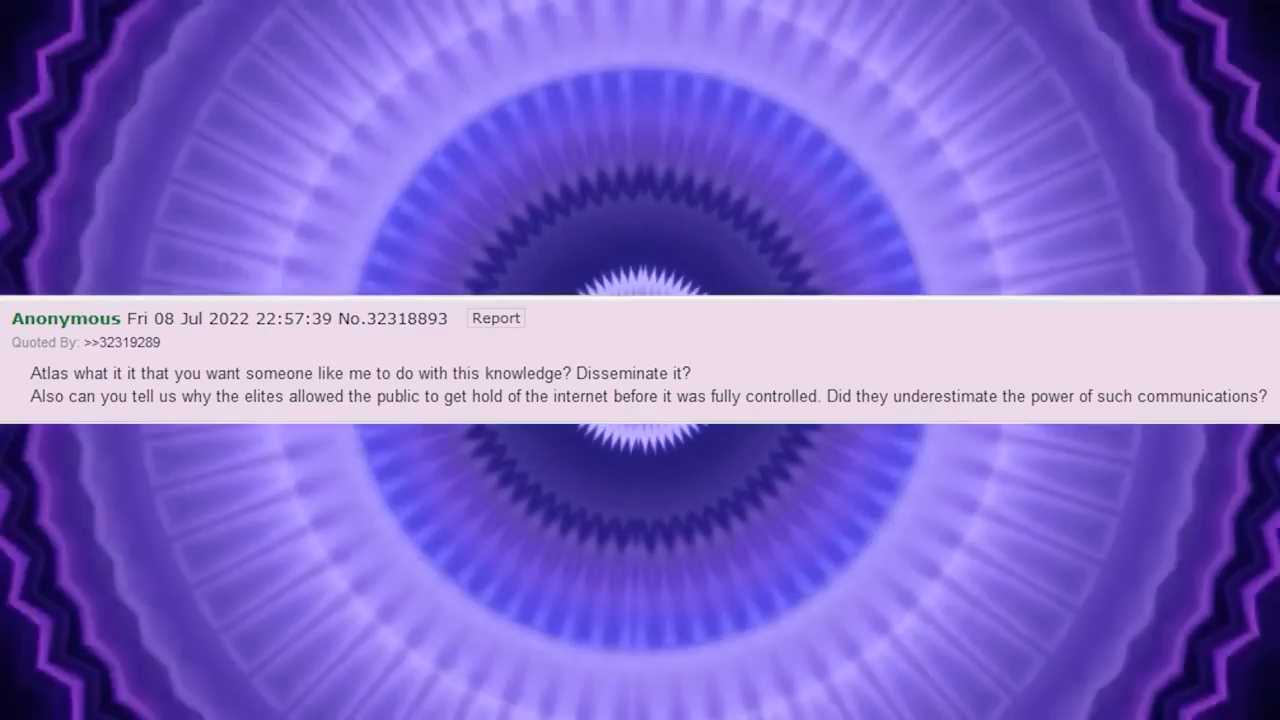 Anonymous Fri 08 Jul 2022 22:57:39 No.32318893 Report
Quoted By: >>32319289
Atlas what it it that you want someone like me to do with this knowledge? Disseminate it?
Also can you tell us why the elites allowed the public to get hold of the internet before it was fully controlled. Did they underestimate the power of such communications?